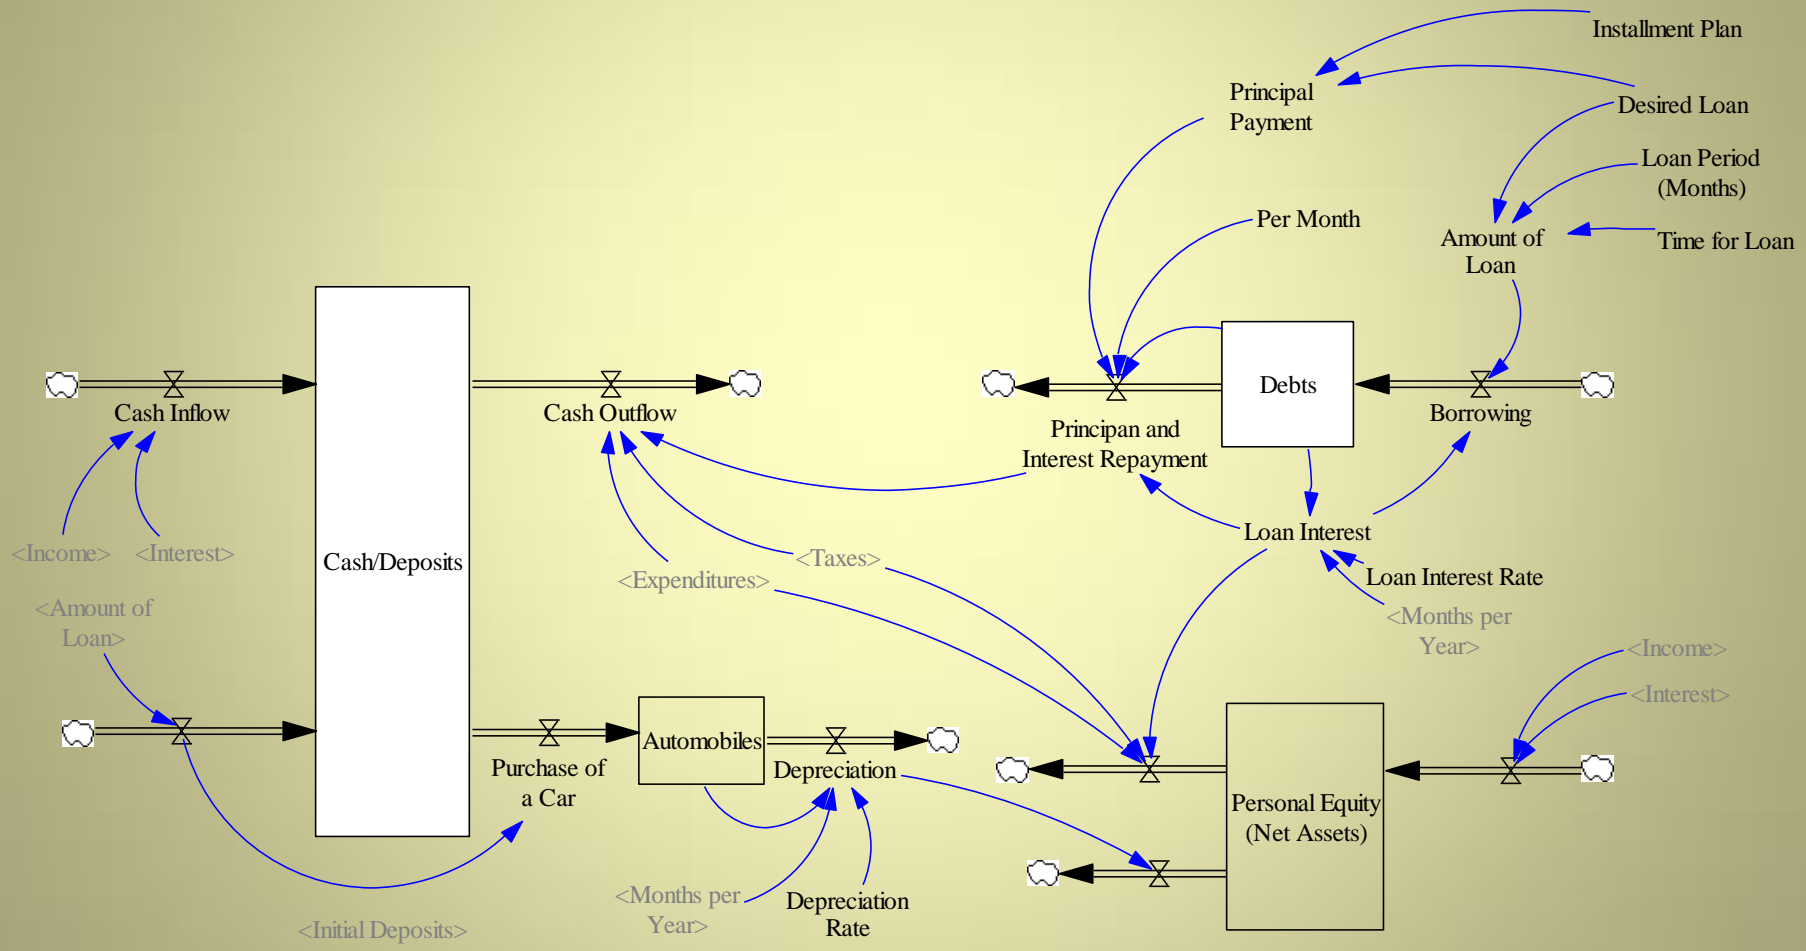 Installment Plan
Principal
Payment
Desired Loan
Loan Period
(Months)
Per Month
Amount of
Loan
Time for Loan
Cash Inflow
Cash Outflow
Debts
Borrowing
Principan and
Interest Repayment
Loan Interest
<Income>
<Interest>
Cash/Deposits
<Taxes>
<Expenditures>
Loan Interest Rate
<Months per
Year>
<Amount of
Loan>
<Income>
<Interest>
Automobiles
Purchase of
a Car
Depreciation
Personal Equity
(Net Assets)
<Months per
Year>
Depreciation
Rate
<Initial Deposits>